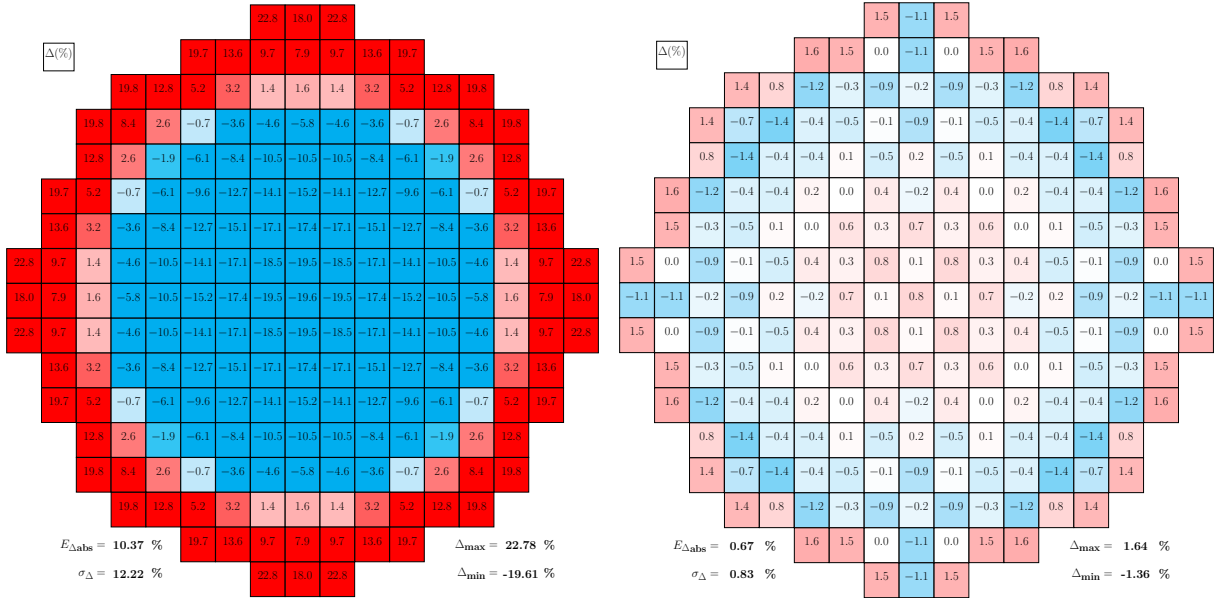 22.8 18.0 22.8
19.7 13.6 9.7 7.9 9.7 13.6 19.7
Δ(%)
19.8 12.8 5.2 3.2 1.4 1.6 1.4 3.2 5.2 12.8 19.8
19.8 8.4 2.6 −0.7 −3.6 −4.6 −5.8 −4.6 −3.6 −0.7 2.6 8.4 19.8
12.8 2.6 −1.9 −6.1 −8.4 −10.5 −10.5 −10.5 −8.4 −6.1 −1.9 2.6 12.8
19.7 5.2 −0.7 −6.1 −9.6 −12.7 −14.1 −15.2 −14.1 −12.7 −9.6 −6.1 −0.7 5.2 19.7
13.6 3.2 −3.6 −8.4 −12.7 −15.1 −17.1 −17.4 −17.1 −15.1 −12.7 −8.4 −3.6 3.2 13.6
22.8 9.7 1.4 −4.6 −10.5 −14.1 −17.1 −18.5 −19.5 −18.5 −17.1 −14.1 −10.5 −4.6 1.4 9.7 22.8
18.0 7.9 1.6 −5.8 −10.5 −15.2 −17.4 −19.5 −19.6 −19.5 −17.4 −15.2 −10.5 −5.8 1.6 7.9 18.0
22.8 9.7 1.4 −4.6 −10.5 −14.1 −17.1 −18.5 −19.5 −18.5 −17.1 −14.1 −10.5 −4.6 1.4 9.7 22.8
13.6 3.2 −3.6 −8.4 −12.7 −15.1 −17.1 −17.4 −17.1 −15.1 −12.7 −8.4 −3.6 3.2 13.6
19.7 5.2 −0.7 −6.1 −9.6 −12.7 −14.1 −15.2 −14.1 −12.7 −9.6 −6.1 −0.7 5.2 19.7
12.8 2.6 −1.9 −6.1 −8.4 −10.5 −10.5 −10.5 −8.4 −6.1 −1.9 2.6 12.8
19.8 8.4 2.6 −0.7 −3.6 −4.6 −5.8 −4.6 −3.6 −0.7 2.6 8.4 19.8
19.8 12.8 5.2 3.2 1.4 1.6 1.4 3.2 5.2 12.8 19.8
19.7 13.6 9.7 7.9 9.7 13.6 19.7
22.8 18.0 22.8
EΔabs = 10.37 %
σΔ = 12.22 %
Δmax = 22.78 %
Δmin = -19.61 %
1.5 −1.1 1.5
1.6 1.5 0.0 −1.1 0.0 1.5 1.6
Δ(%)
1.4 0.8 −1.2 −0.3 −0.9 −0.2 −0.9 −0.3 −1.2 0.8 1.4
1.4 −0.7 −1.4 −0.4 −0.5 −0.1 −0.9 −0.1 −0.5 −0.4 −1.4 −0.7 1.4
0.8 −1.4 −0.4 −0.4 0.1 −0.5 0.2 −0.5 0.1 −0.4 −0.4 −1.4 0.8
1.6 −1.2 −0.4 −0.4 0.2 0.0 0.4 −0.2 0.4 0.0 0.2 −0.4 −0.4 −1.2 1.6
1.5 −0.3 −0.5 0.1 0.0 0.6 0.3 0.7 0.3 0.6 0.0 0.1 −0.5 −0.3 1.5
1.5 0.0 −0.9 −0.1 −0.5 0.4 0.3 0.8 0.1 0.8 0.3 0.4 −0.5 −0.1 −0.9 0.0 1.5
−1.1 −1.1 −0.2 −0.9 0.2 −0.2 0.7 0.1 0.8 0.1 0.7 −0.2 0.2 −0.9 −0.2 −1.1 −1.1
1.5 0.0 −0.9 −0.1 −0.5 0.4 0.3 0.8 0.1 0.8 0.3 0.4 −0.5 −0.1 −0.9 0.0 1.5
1.5 −0.3 −0.5 0.1 0.0 0.6 0.3 0.7 0.3 0.6 0.0 0.1 −0.5 −0.3 1.5
1.6 −1.2 −0.4 −0.4 0.2 0.0 0.4 −0.2 0.4 0.0 0.2 −0.4 −0.4 −1.2 1.6
0.8 −1.4 −0.4 −0.4 0.1 −0.5 0.2 −0.5 0.1 −0.4 −0.4 −1.4 0.8
1.4 −0.7 −1.4 −0.4 −0.5 −0.1 −0.9 −0.1 −0.5 −0.4 −1.4 −0.7 1.4
1.4 0.8 −1.2 −0.3 −0.9 −0.2 −0.9 −0.3 −1.2 0.8 1.4
1.6 1.5 0.0 −1.1 0.0 1.5 1.6
1.5 −1.1 1.5
EΔabs = 0.67 %
σΔ = 0.83 %
Δmax = 1.64 %
Δmin = -1.36 %